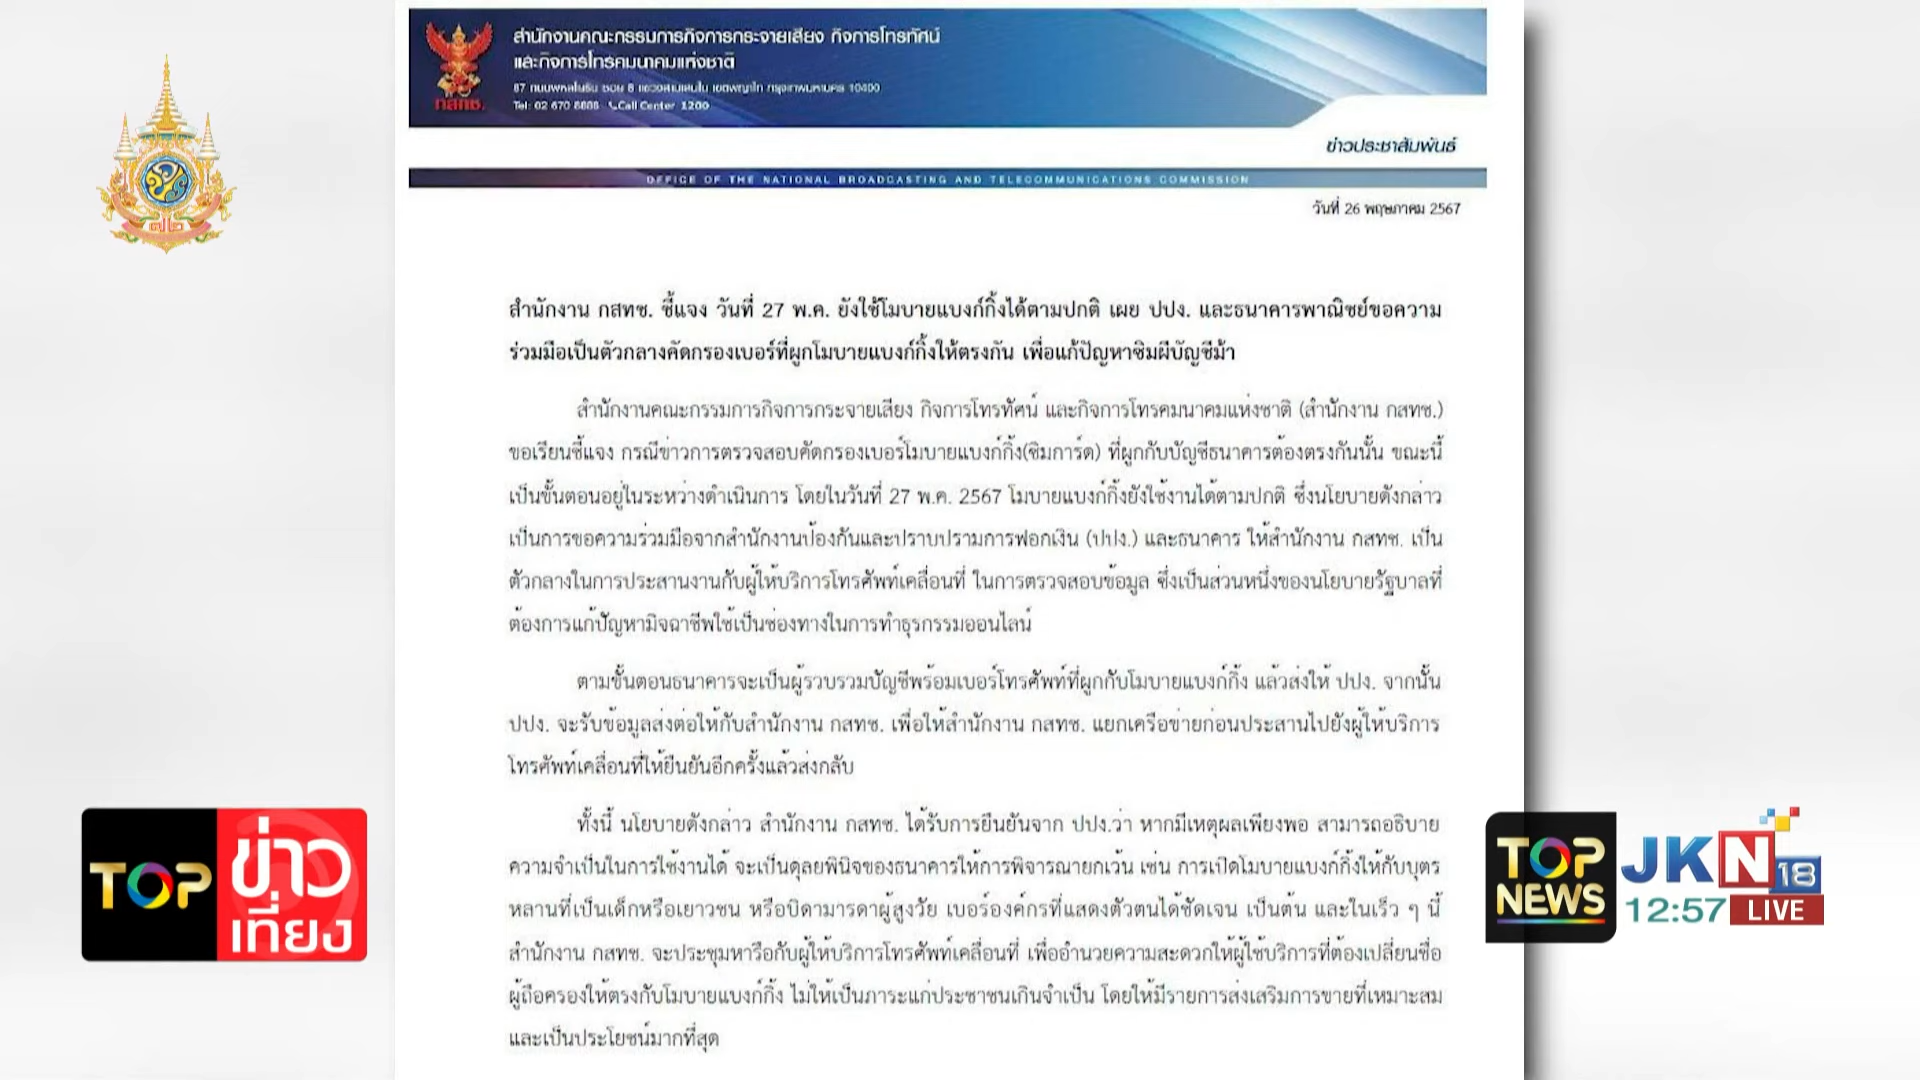 สำนักงานคณะกรรมการกิจการกระจายเสียง กิจการโทรทัศน์
และกิจการโทรคมนาคมแห่งชาติ
87 ถนนพหลโยธิน ซอย 8 แขวงสามเสนใน เขตพญาไท กรุงเทพมหานคร 10400
Tel: 02 670 8888 Call Center 1200
กสทช.
ข่าวประชาสัมพันธ์
OFFICE OF THE NATIONAL BROADCASTING AND TELECOMMUNICATIONS COMMISSION
วันที่ 26 พฤษภาคม 2567
สำนักงาน กสทช. ชี้แจง วันที่ 27 พ.ค. ยังใช้โมบายแบงก์กิ้งได้ตามปกติ เผย ปปง. และธนาคารพาณิชย์ขอความ
ร่วมมือเป็นตัวกลางคัดกรองเบอร์ที่ผูกโมบายแบงก์กิ้งให้ตรงกัน เพื่อแก้ปัญหาซิมผีบัญชีม้า
สำนักงานคณะกรรมการกิจการกระจายเสียง กิจการโทรทัศน์ และกิจการโทรคมนาคมแห่งชาติ (สำนักงาน กสทช.)
ขอเรียนชี้แจง กรณีข่าวการตรวจสอบคัดกรองเบอร์โมบายแบงก์กิ้ง(ซิมการ์ด) ที่ผูกกับบัญชีธนาคารต้องตรงกันนั้น ขณะนี้
เป็นขั้นตอนอยู่ในระหว่างดำเนินการ โดยในวันที่ 27 พ.ค. 2567 โมบายแบงก์กิ้งยังใช้งานได้ตามปกติ ซึ่งนโยบายดังกล่าว
เป็นการขอความร่วมมือจากสำนักงานป้องกันและปราบปรามการฟอกเงิน (ปปง.) และธนาคาร ให้สำนักงาน กสทช. เป็น
ตัวกลางในการประสานงานกับผู้ให้บริการโทรศัพท์เคลื่อนที่ ในการตรวจสอบข้อมูล ซึ่งเป็นส่วนหนึ่งของนโยบายรัฐบาลที่
ต้องการแก้ปัญหามิจฉาชีพใช้เป็นช่องทางในการทำธุรกรรมออนไลน์
ตามขั้นตอนธนาคารจะเป็นผู้รวบรวมบัญชีพร้อมเบอร์โทรศัพท์ที่ผูกกับโมบายแบงก์กิ้ง แล้วส่งให้ ปปง. จากนั้น
ปปง. จะรับข้อมูลส่งต่อให้กับสำนักงาน กสทช. เพื่อให้สำนักงาน กสทช. แยกเครือข่ายก่อนประสานไปยังผู้ให้บริการ
โทรศัพท์เคลื่อนที่ให้ยืนยันอีกครั้งแล้วส่งกลับ
ทั้งนี้ นโยบายดังกล่าว สำนักงาน กสทช. ได้รับการยืนยันจาก ปปง.ว่า หากมีเหตุผลเพียงพอ สามารถอธิบาย
ความจำเป็นในการใช้งานได้ จะเป็นดุลยพินิจของธนาคารให้การพิจารณายกเว้น เช่น การเปิดโมบายแบงก์กิ้งให้กับบุตร
หลานที่เป็นเด็กหรือเยาวชน หรือบิดามารดาผู้สูงวัย เบอร์องค์กรที่แสดงตัวตนได้ชัดเจน เป็นต้น และในเร็ว ๆ นี้
สำนักงาน กสทช. จะประชุมหารือกับผู้ให้บริการโทรศัพท์เคลื่อนที่ เพื่ออำนวยความสะดวกให้ผู้ใช้บริการที่ต้องเปลี่ยนชื่อ
ผู้ถือครองให้ตรงกับโมบายแบงก์กิ้ง ไม่ให้เป็นภาระแก่ประชาชนเกินจำเป็น โดยให้มีรายการส่งเสริมการขายที่เหมาะสม
และเป็นประโยชน์มากที่สุด
๗๒
TOP ข่าว
เที่ยง
TOP NEWS
JKN 18
12:57 LIVE